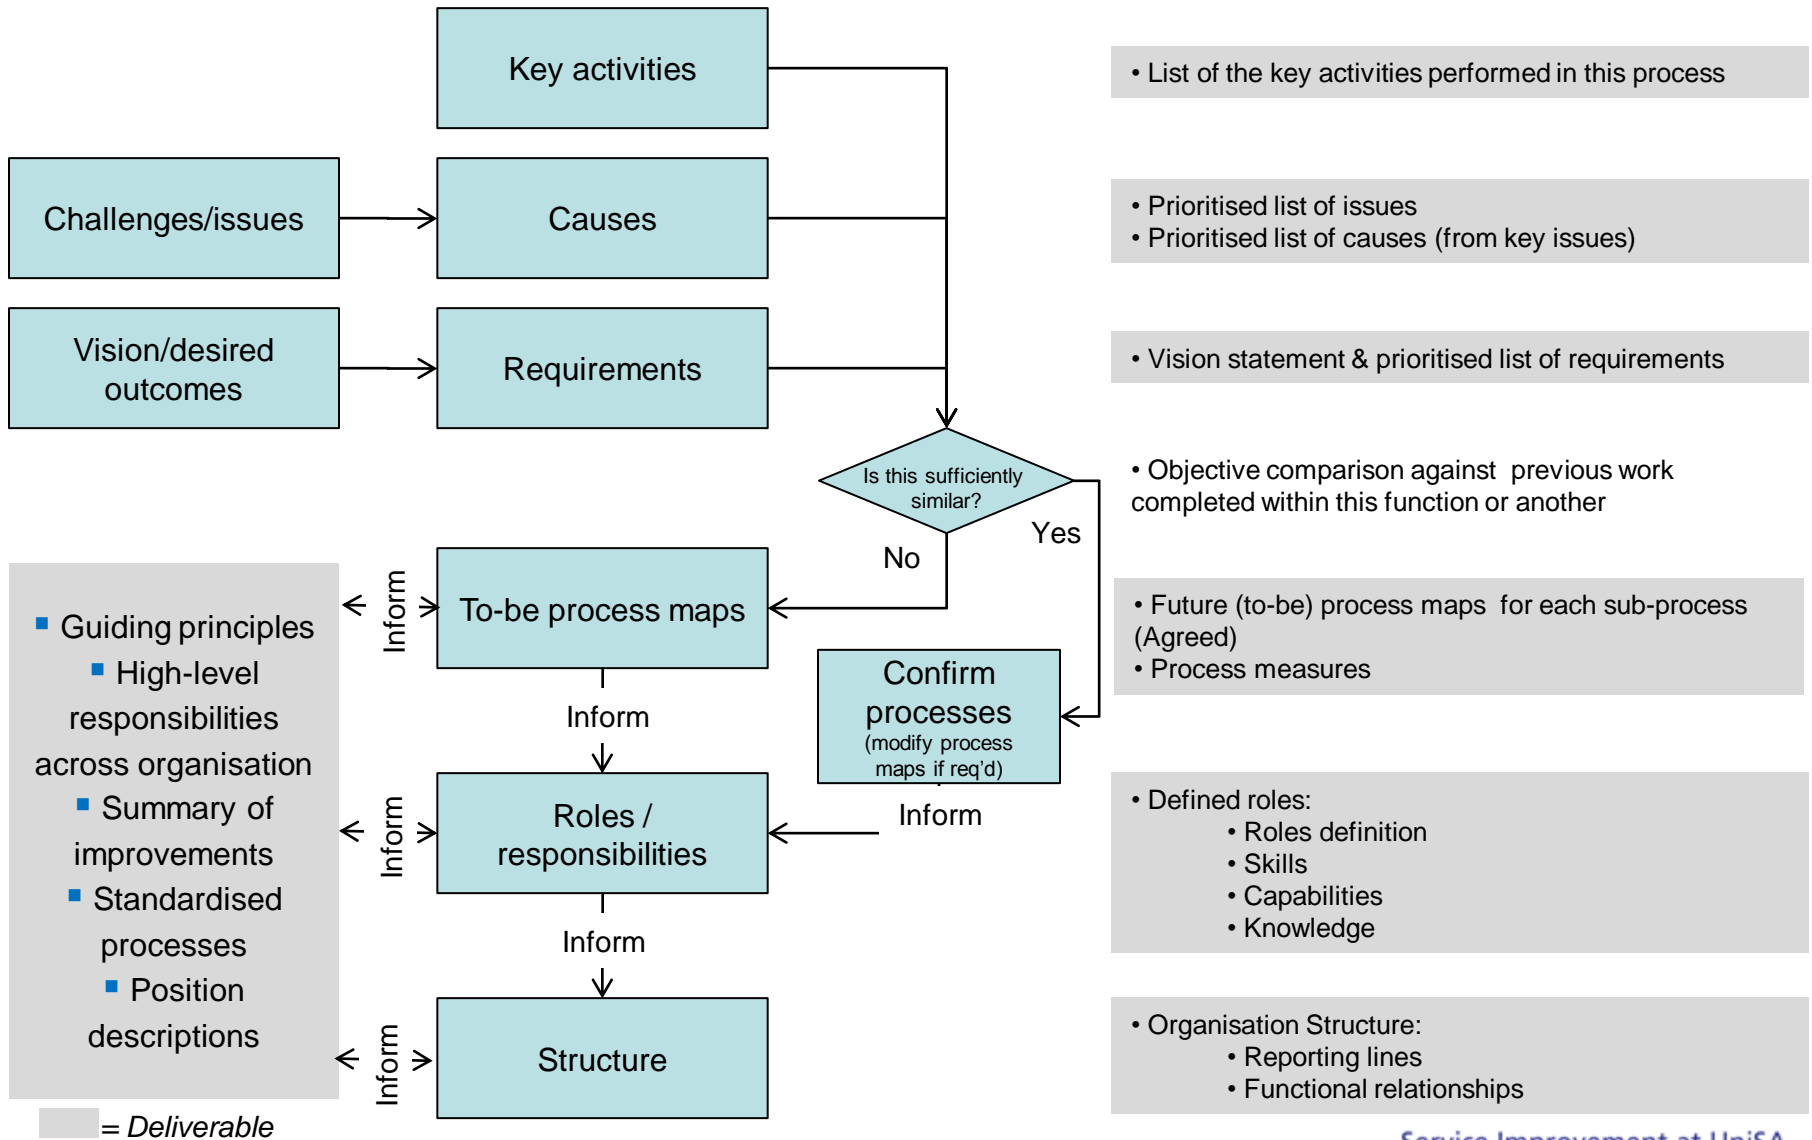 Key activities
• List of the key activities performed in this process
Challenges/issues
Causes
• Prioritised list of issues
• Prioritised list of causes (from key issues)
Vision/desired
outcomes
Requirements
• Vision statement & prioritised list of requirements
Is this sufficiently
similar?
• Objective comparison against previous work
completed within this function or another
Yes
No
▪ Guiding principles
▪ High-level
responsibilities
across organisation
▪ Summary of
improvements
▪ Standardised
processes
▪ Position
descriptions
Inform
To-be process maps
• Future (to-be) process maps for each sub-process
(Agreed)
• Process measures
Confirm
processes
(modify process
maps if req'd)
Inform
Inform
Inform
Roles /
responsibilities
• Defined roles:
• Roles definition
• Skills
• Capabilities
• Knowledge
Inform
Inform
Structure
• Organisation Structure:
• Reporting lines
• Functional relationships
= Deliverable
Service Improvement at UniSA